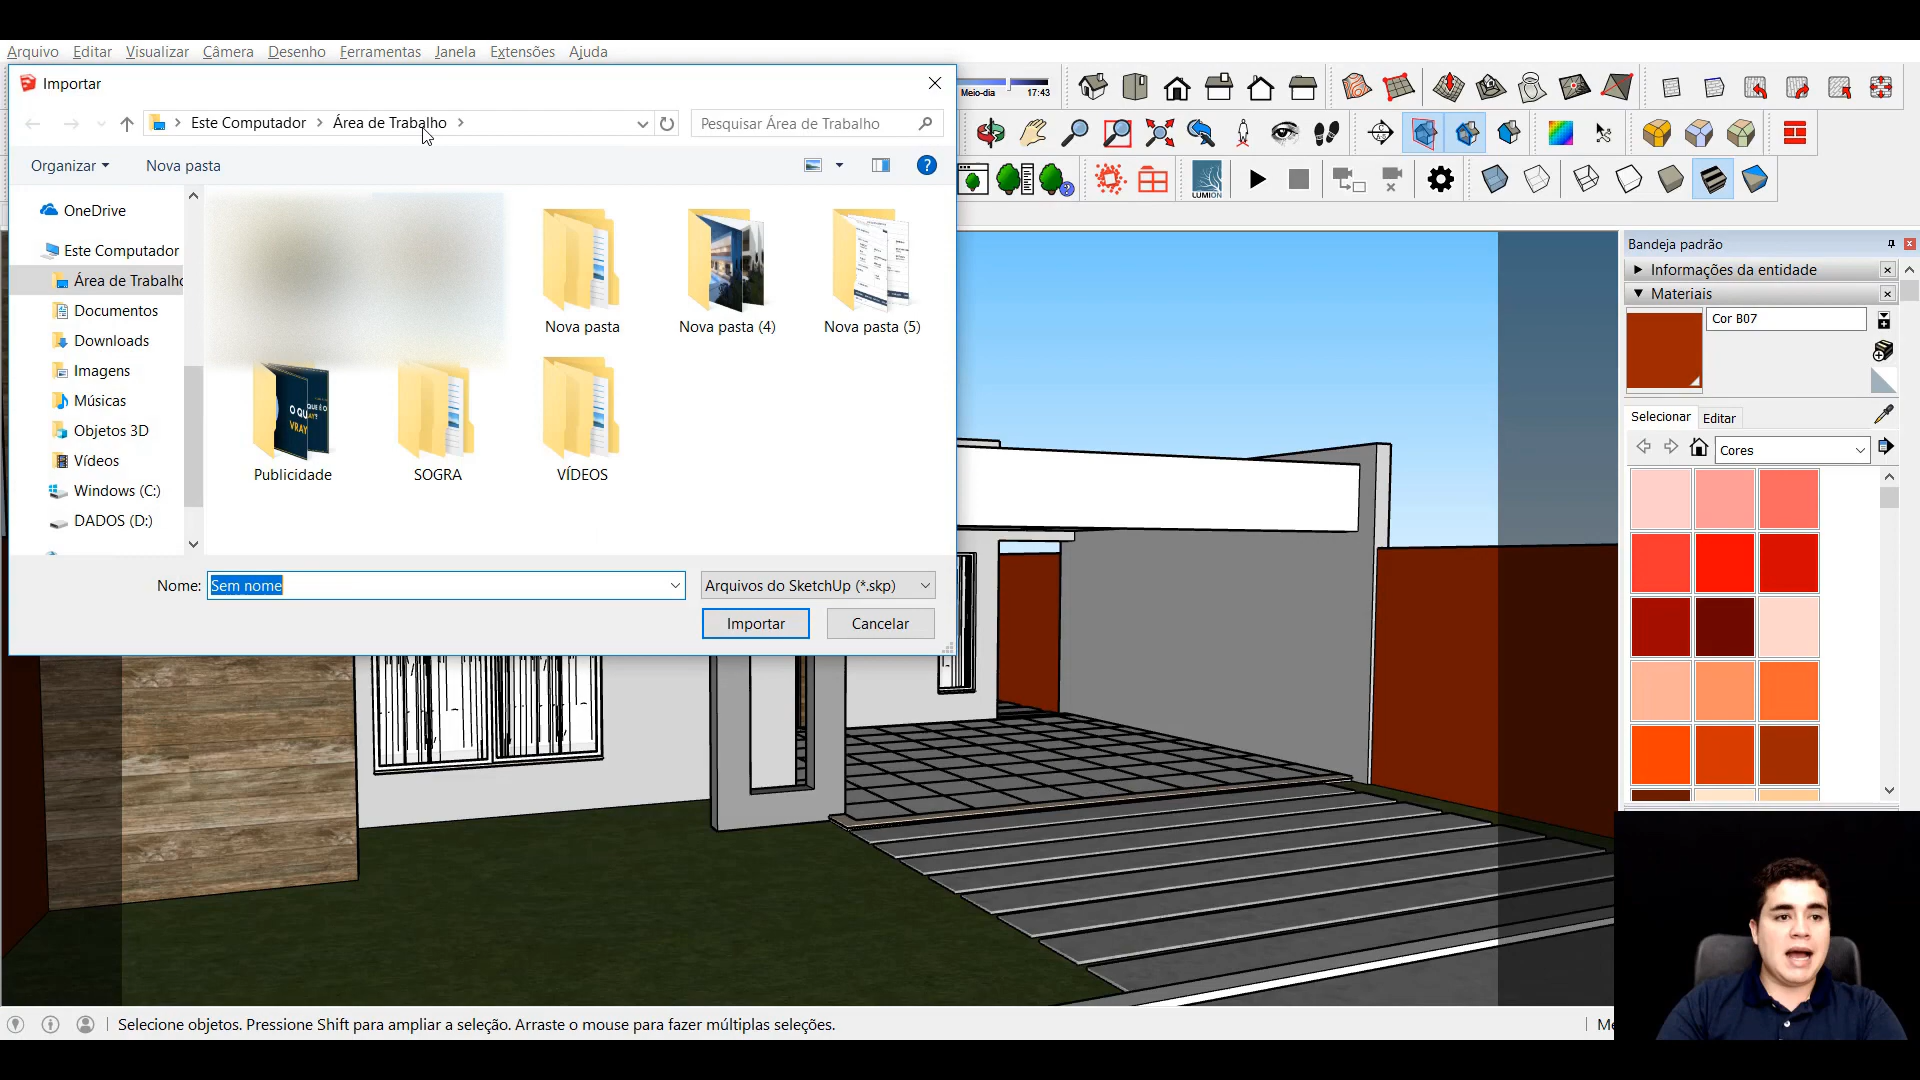 Arquivo Editar Visualizar Câmera Desenho Ferramentas Janela Extensões Ajuda
Importar
Este Computador > Área de Trabalho >
Pesquisar Área de Trabalho
Organizar Nova pasta
OneDrive
Este Computador
Área de Trabalho
Documentos
Downloads
Imagens
Músicas
Objetos 3D
Vídeos
Windows (C:)
DADOS (D:)
Nova pasta
Nova pasta (4)
Nova pasta (5)
Publicidade
SOGRA
VÍDEOS
Nome: Sem nome
Arquivos do SketchUp (*.skp)
Importar Cancelar
Meio-dia 17:43
LUMION
Bandeja padrão
Informações da entidade
Materiais
Cor B07
Selecionar Editar
Cores
Selecione objetos. Pressione Shift para ampliar a seleção. Arraste o mouse para fazer múltiplas seleções.